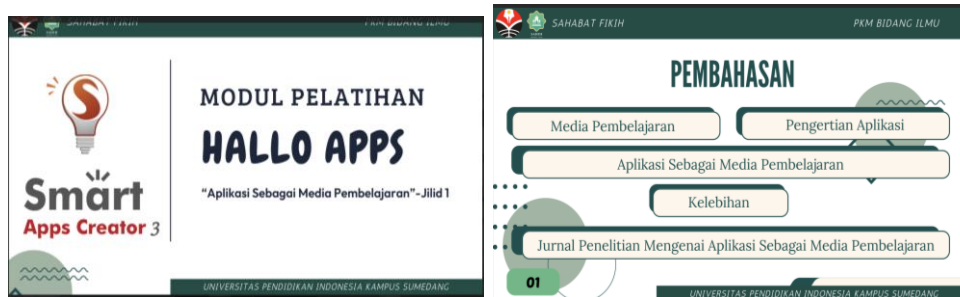 SAHABAT FIKIH
PKM BIDANG ILMU
Smart
Apps Creator 3
MODUL PELATIHAN
HALLO APPS
"Aplikasi Sebagai Media Pembelajaran"-Jilid 1
UNIVERSITAS PENDIDIKAN INDONESIA KAMPUS SUMEDANG
SAHABAT FIKIH
PKM BIDANG ILMU
PEMBAHASAN
Media Pembelajaran
Pengertian Aplikasi
Aplikasi Sebagai Media Pembelajaran
Kelebihan
Jurnal Penelitian Mengenai Aplikasi Sebagai Media Pembelajaran
01
UNIVERSITAS PENDIDIKAN INDONESIA KAMPUS SUMEDANG